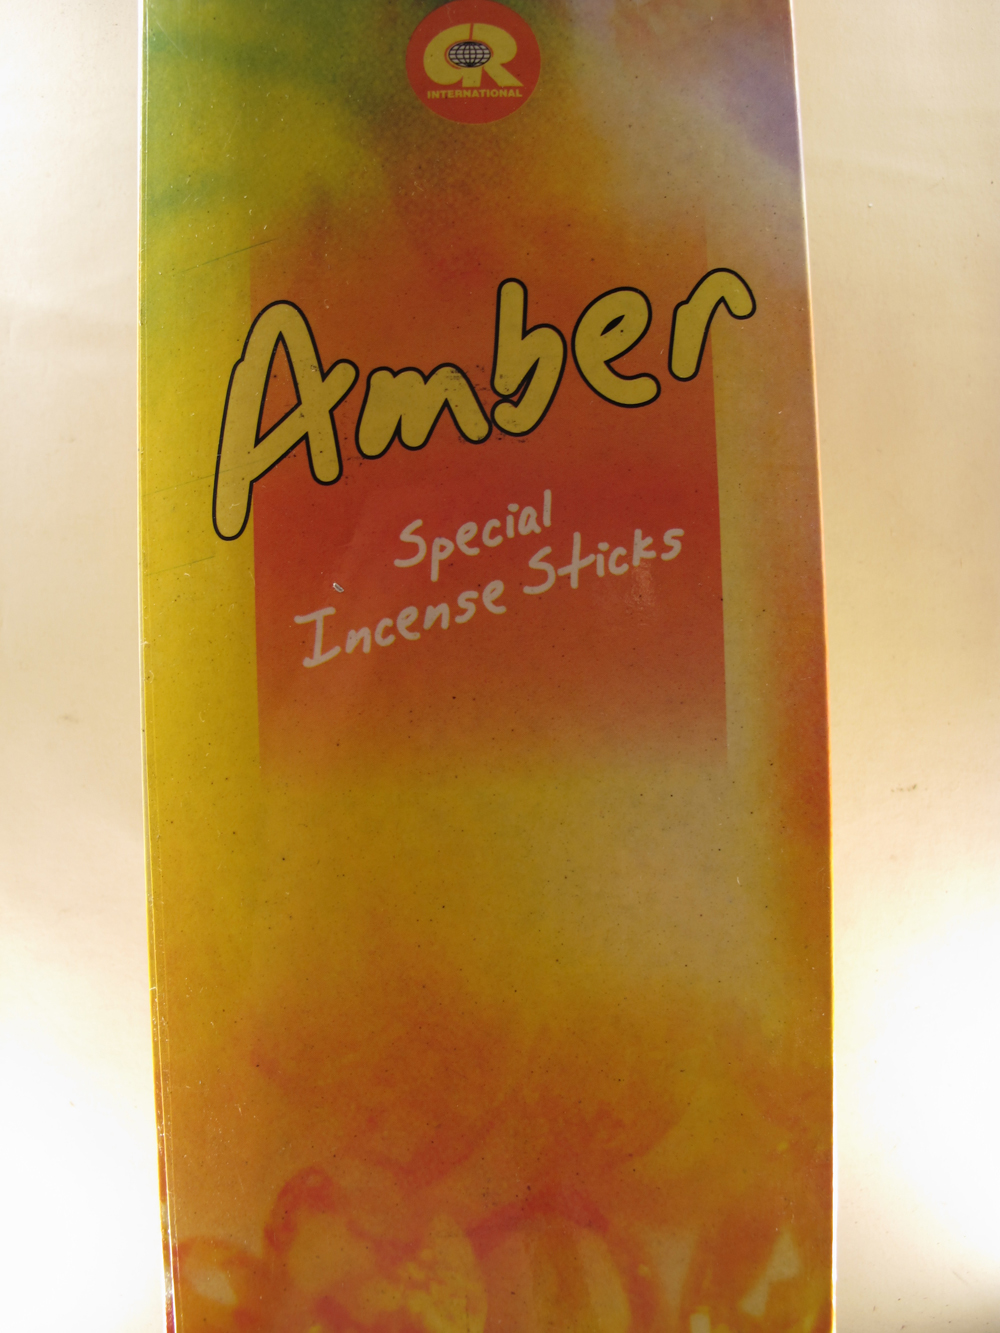 GR
INTERNATIONAL
Amber
Special
Incense Sticks